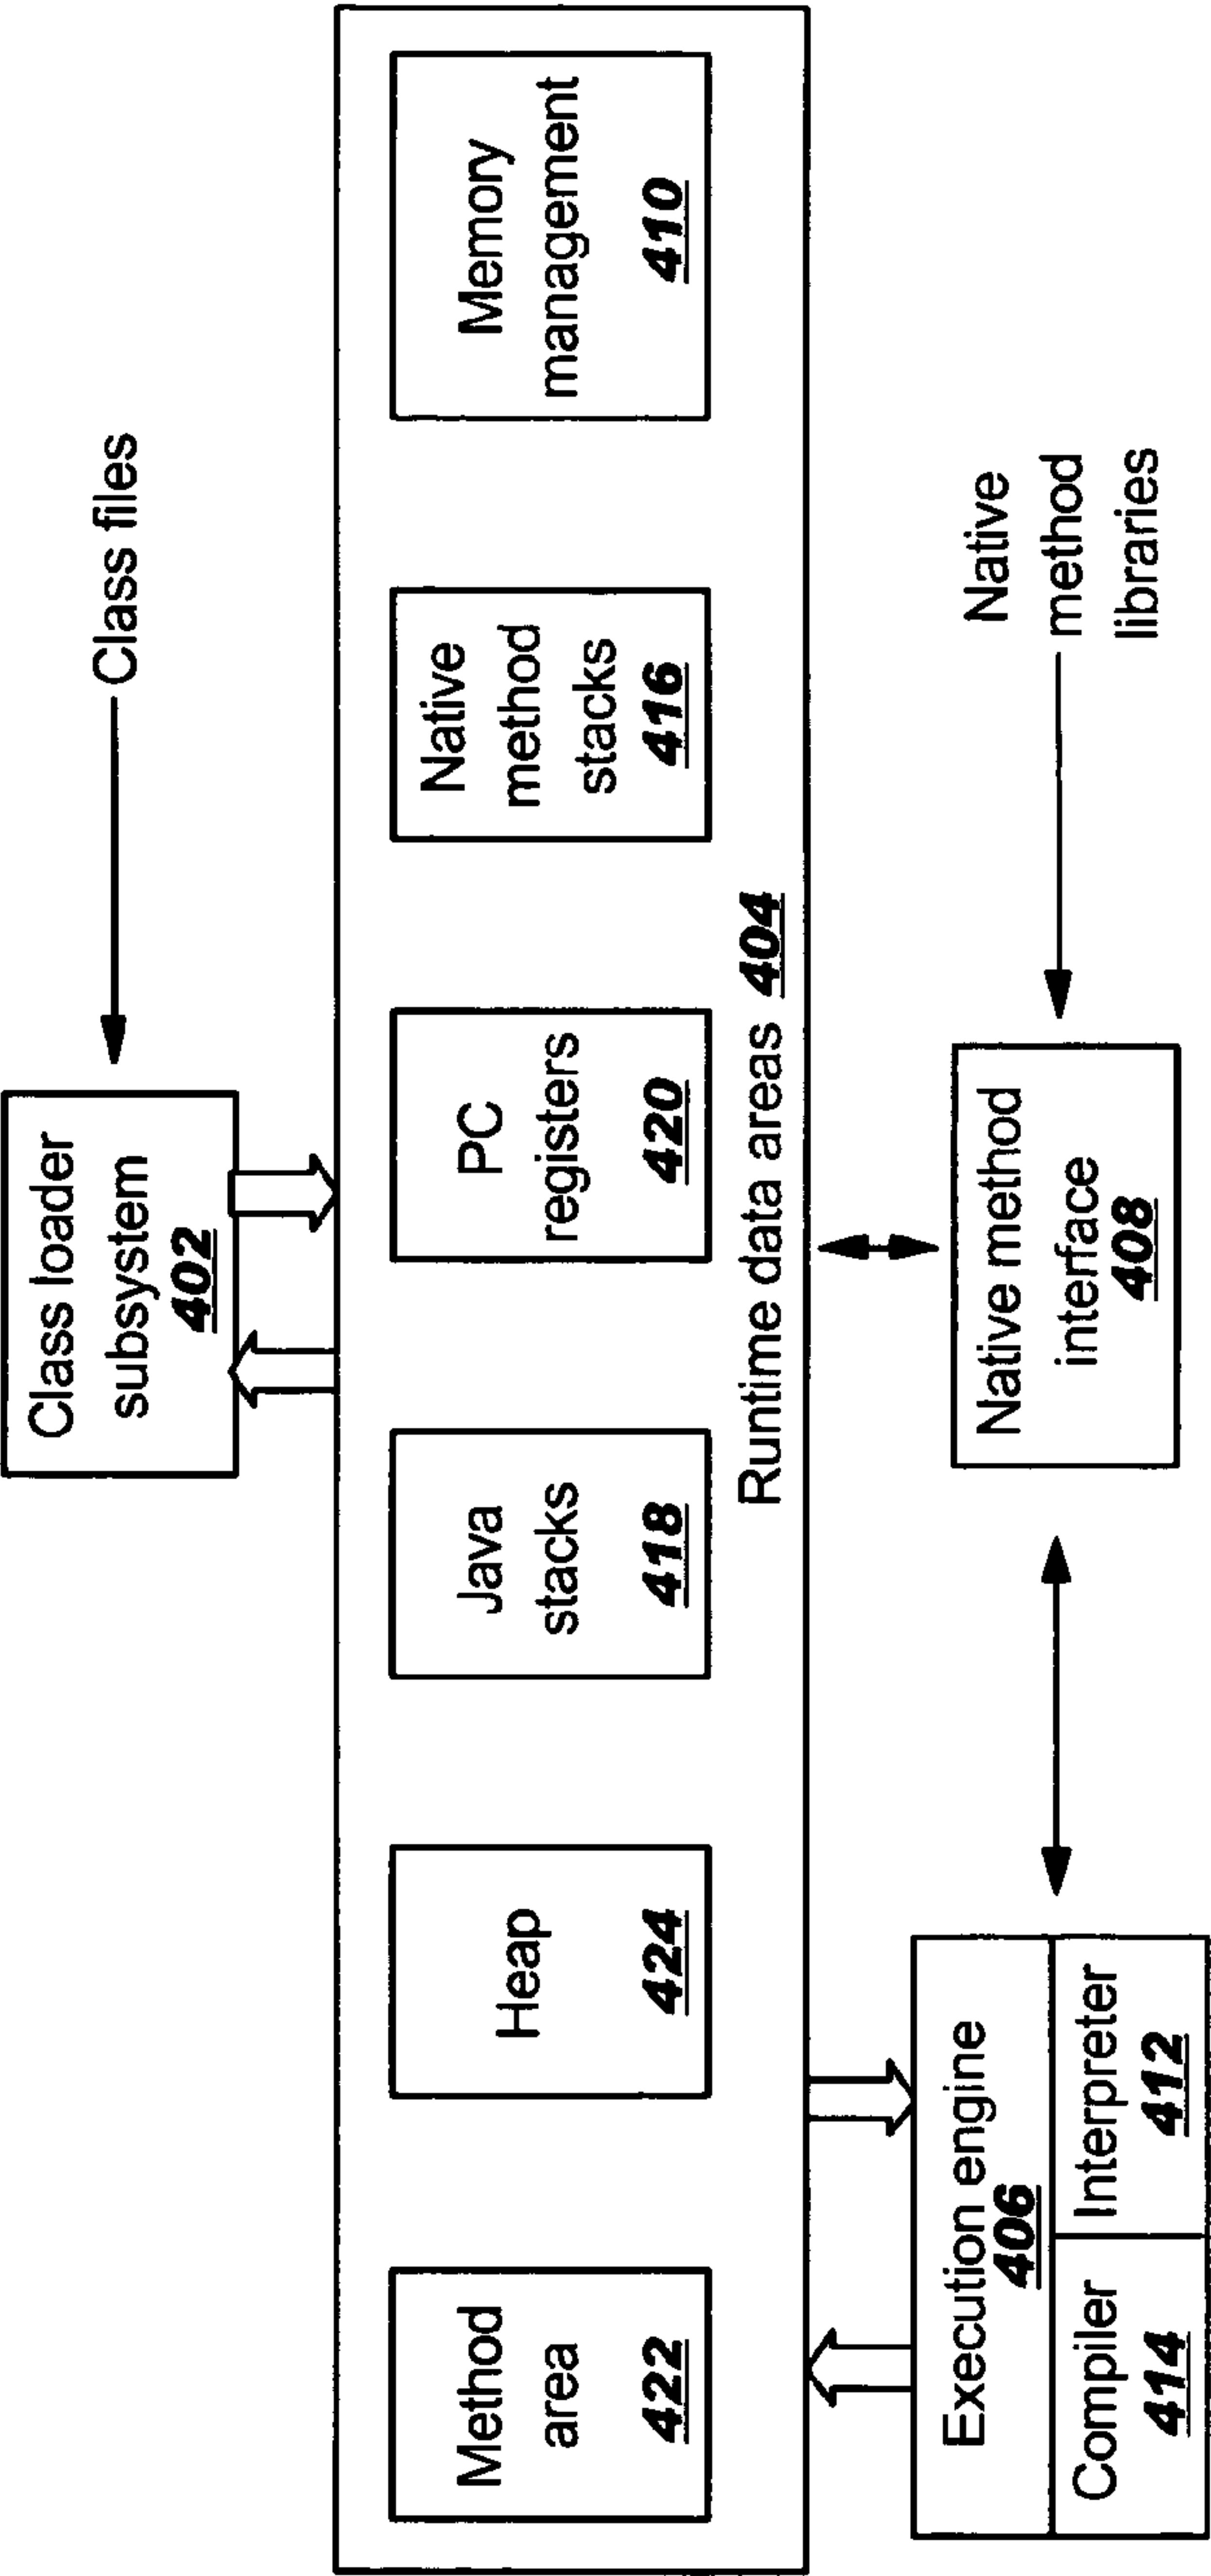 Class loader
subsystem
402
Class files
Method
area
422
Heap
424
Java
stacks
418
PC
registers
420
Native
method
stacks
416
Memory
management
410
Runtime data areas 404
Execution engine
406
Compiler
414
Interpreter
412
Native method
interface
408
Native
method
libraries